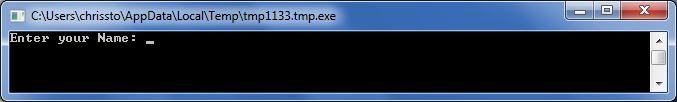 C:\Users\chrissto\AppData\Local\Temp\tmp1133.tmp.exe
Enter your Name: _